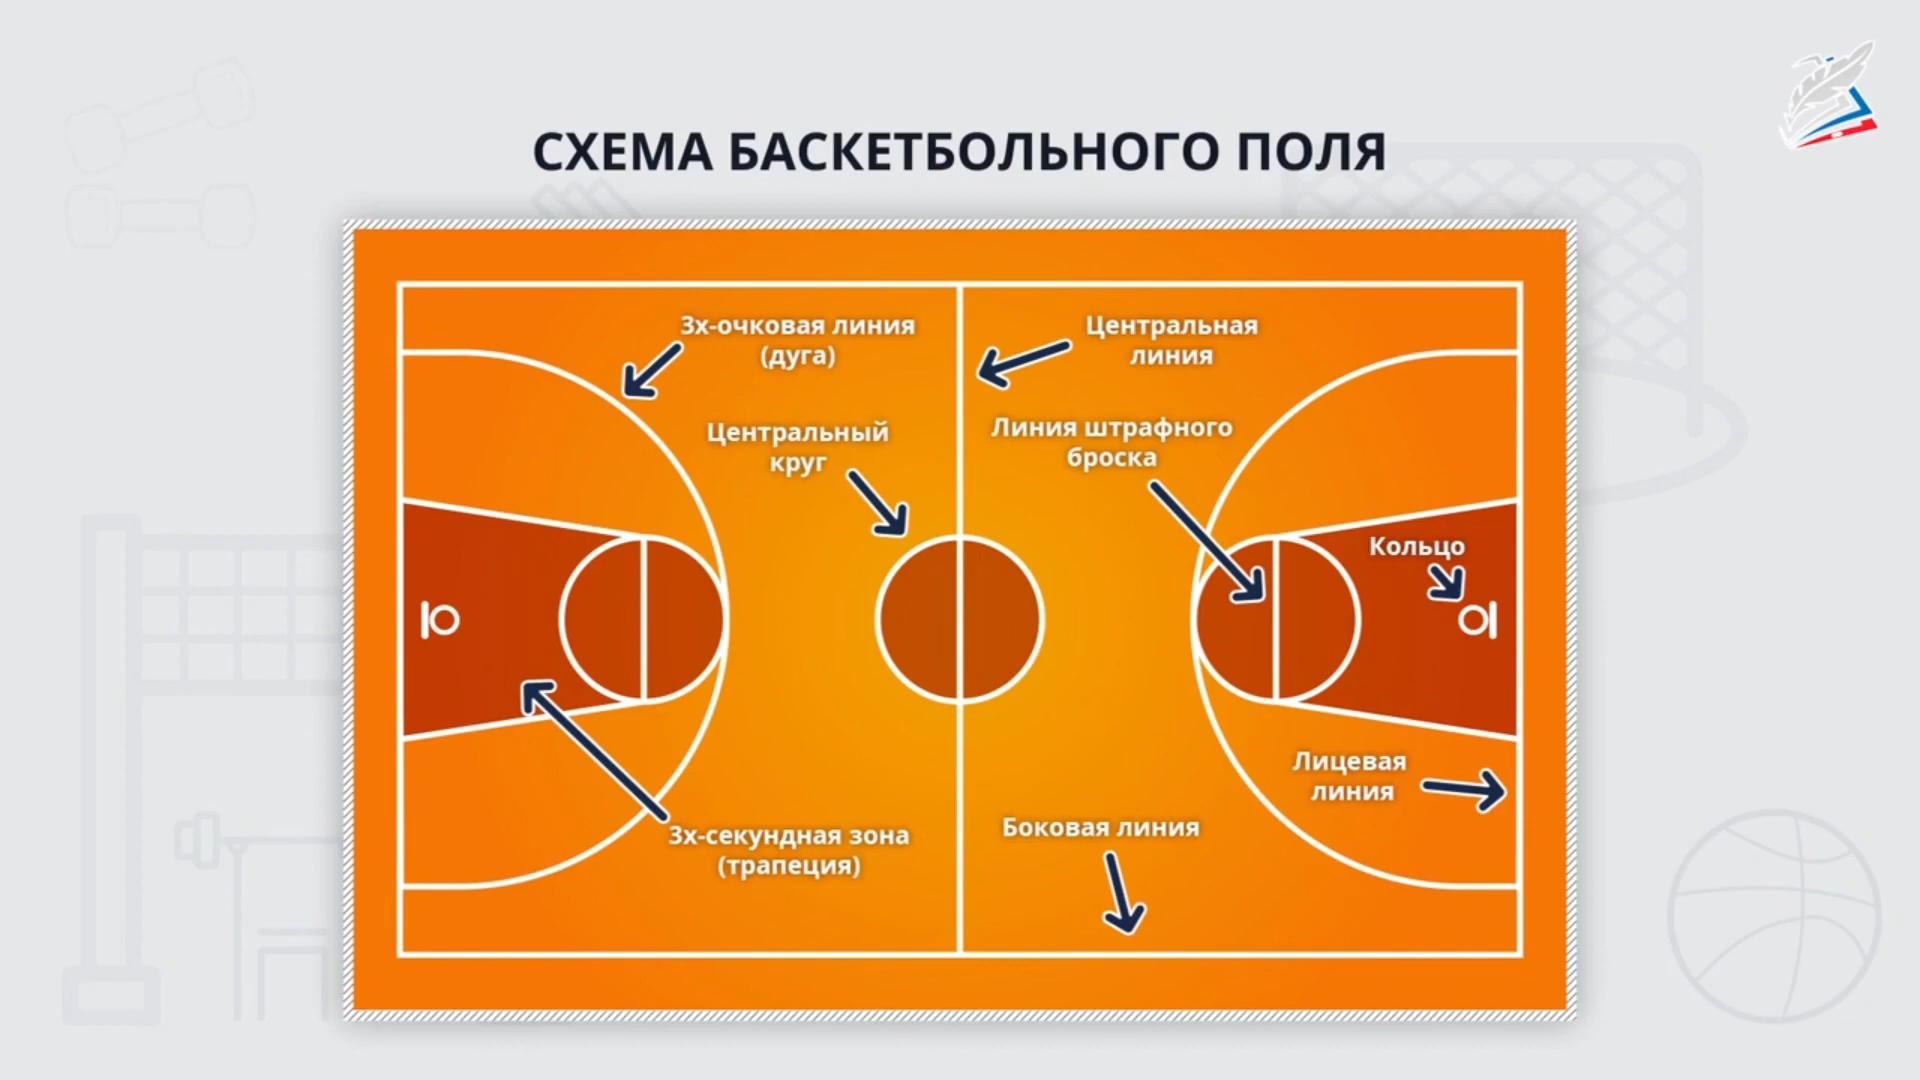 СХЕМА БАСКЕТБОЛЬНОГО ПОЛЯ
3х-очковая линия
(дуга)
Центральная
линия
Центральный
круг
Линия штрафного
броска
Кольцо
Лицевая
линия
3х-секундная зона
(трапеция)
Боковая линия